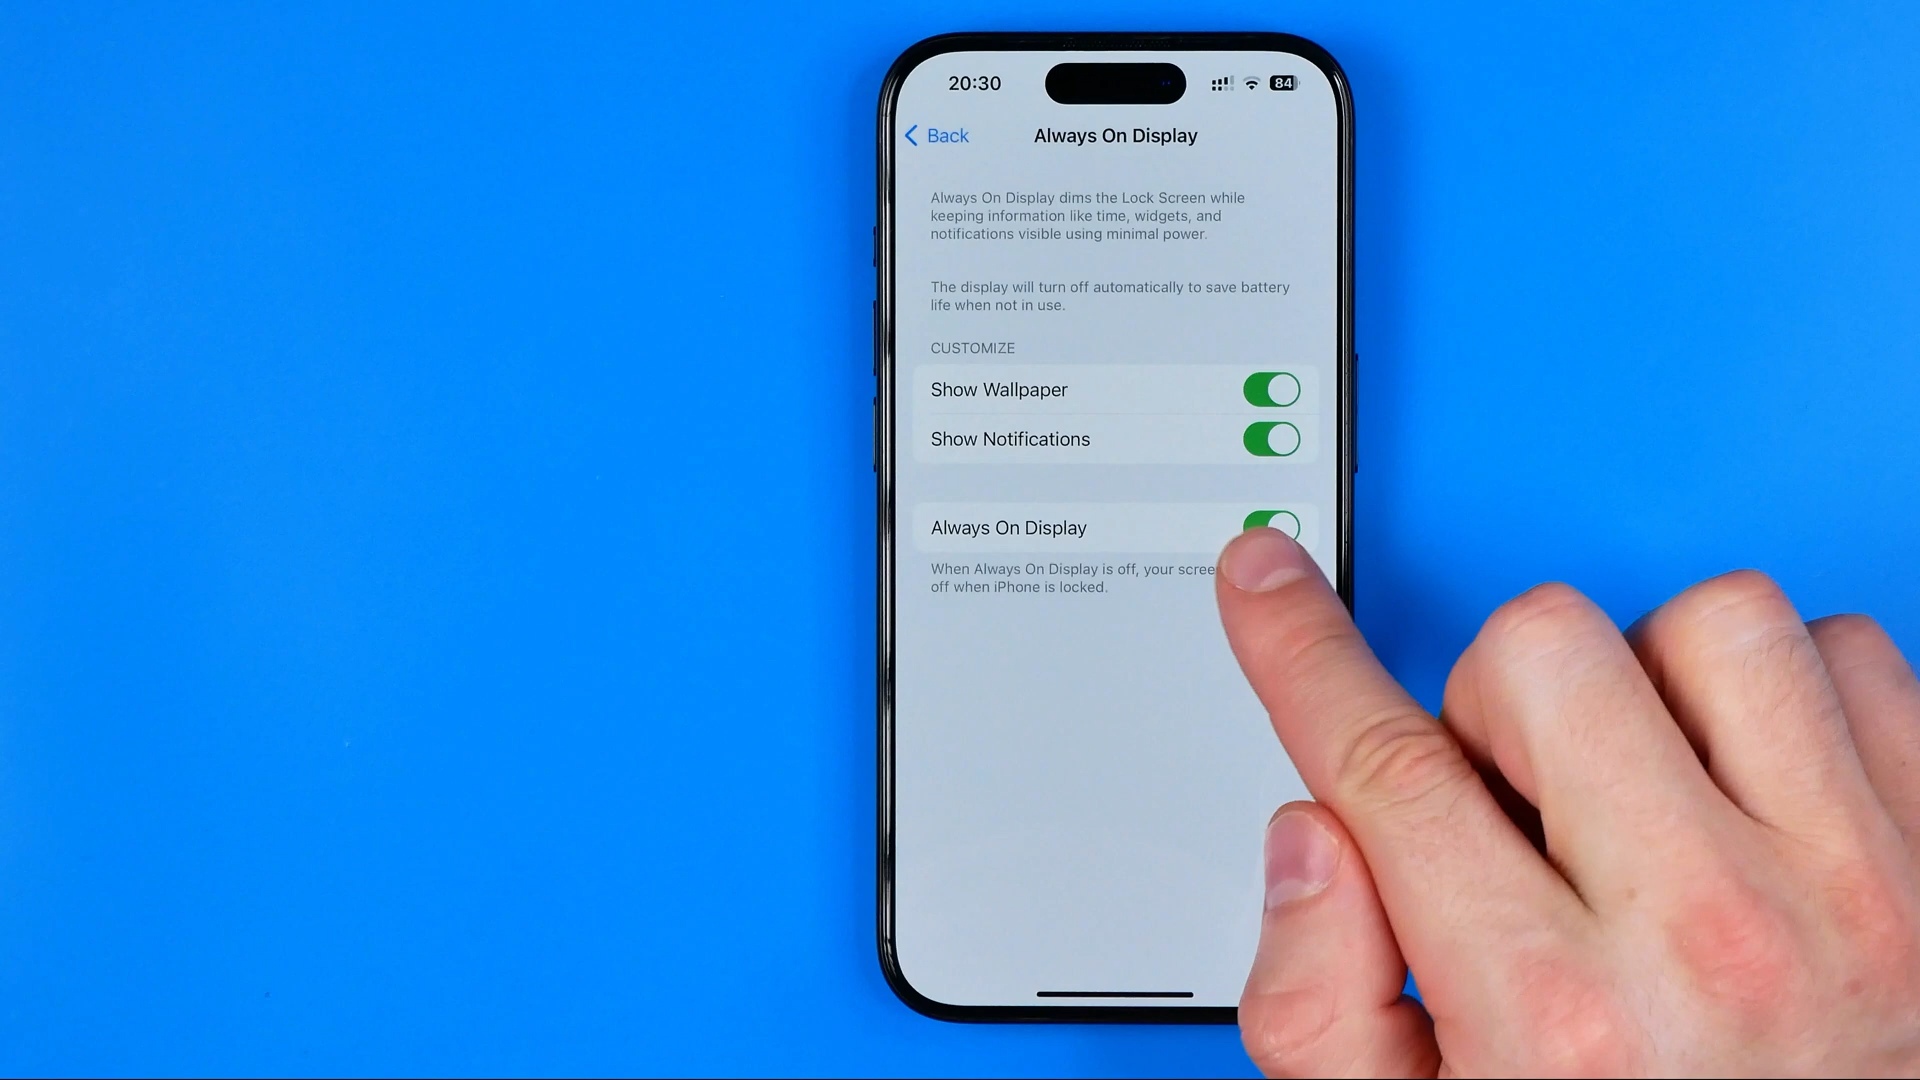 20:30
84
Back
Always On Display
Always On Display dims the Lock Screen while
keeping information like time, widgets, and
notifications visible using minimal power.
The display will turn off automatically to save battery
life when not in use.
CUSTOMIZE
Show Wallpaper
Show Notifications
Always On Display
When Always On Display is off, your scree
off when iPhone is locked.